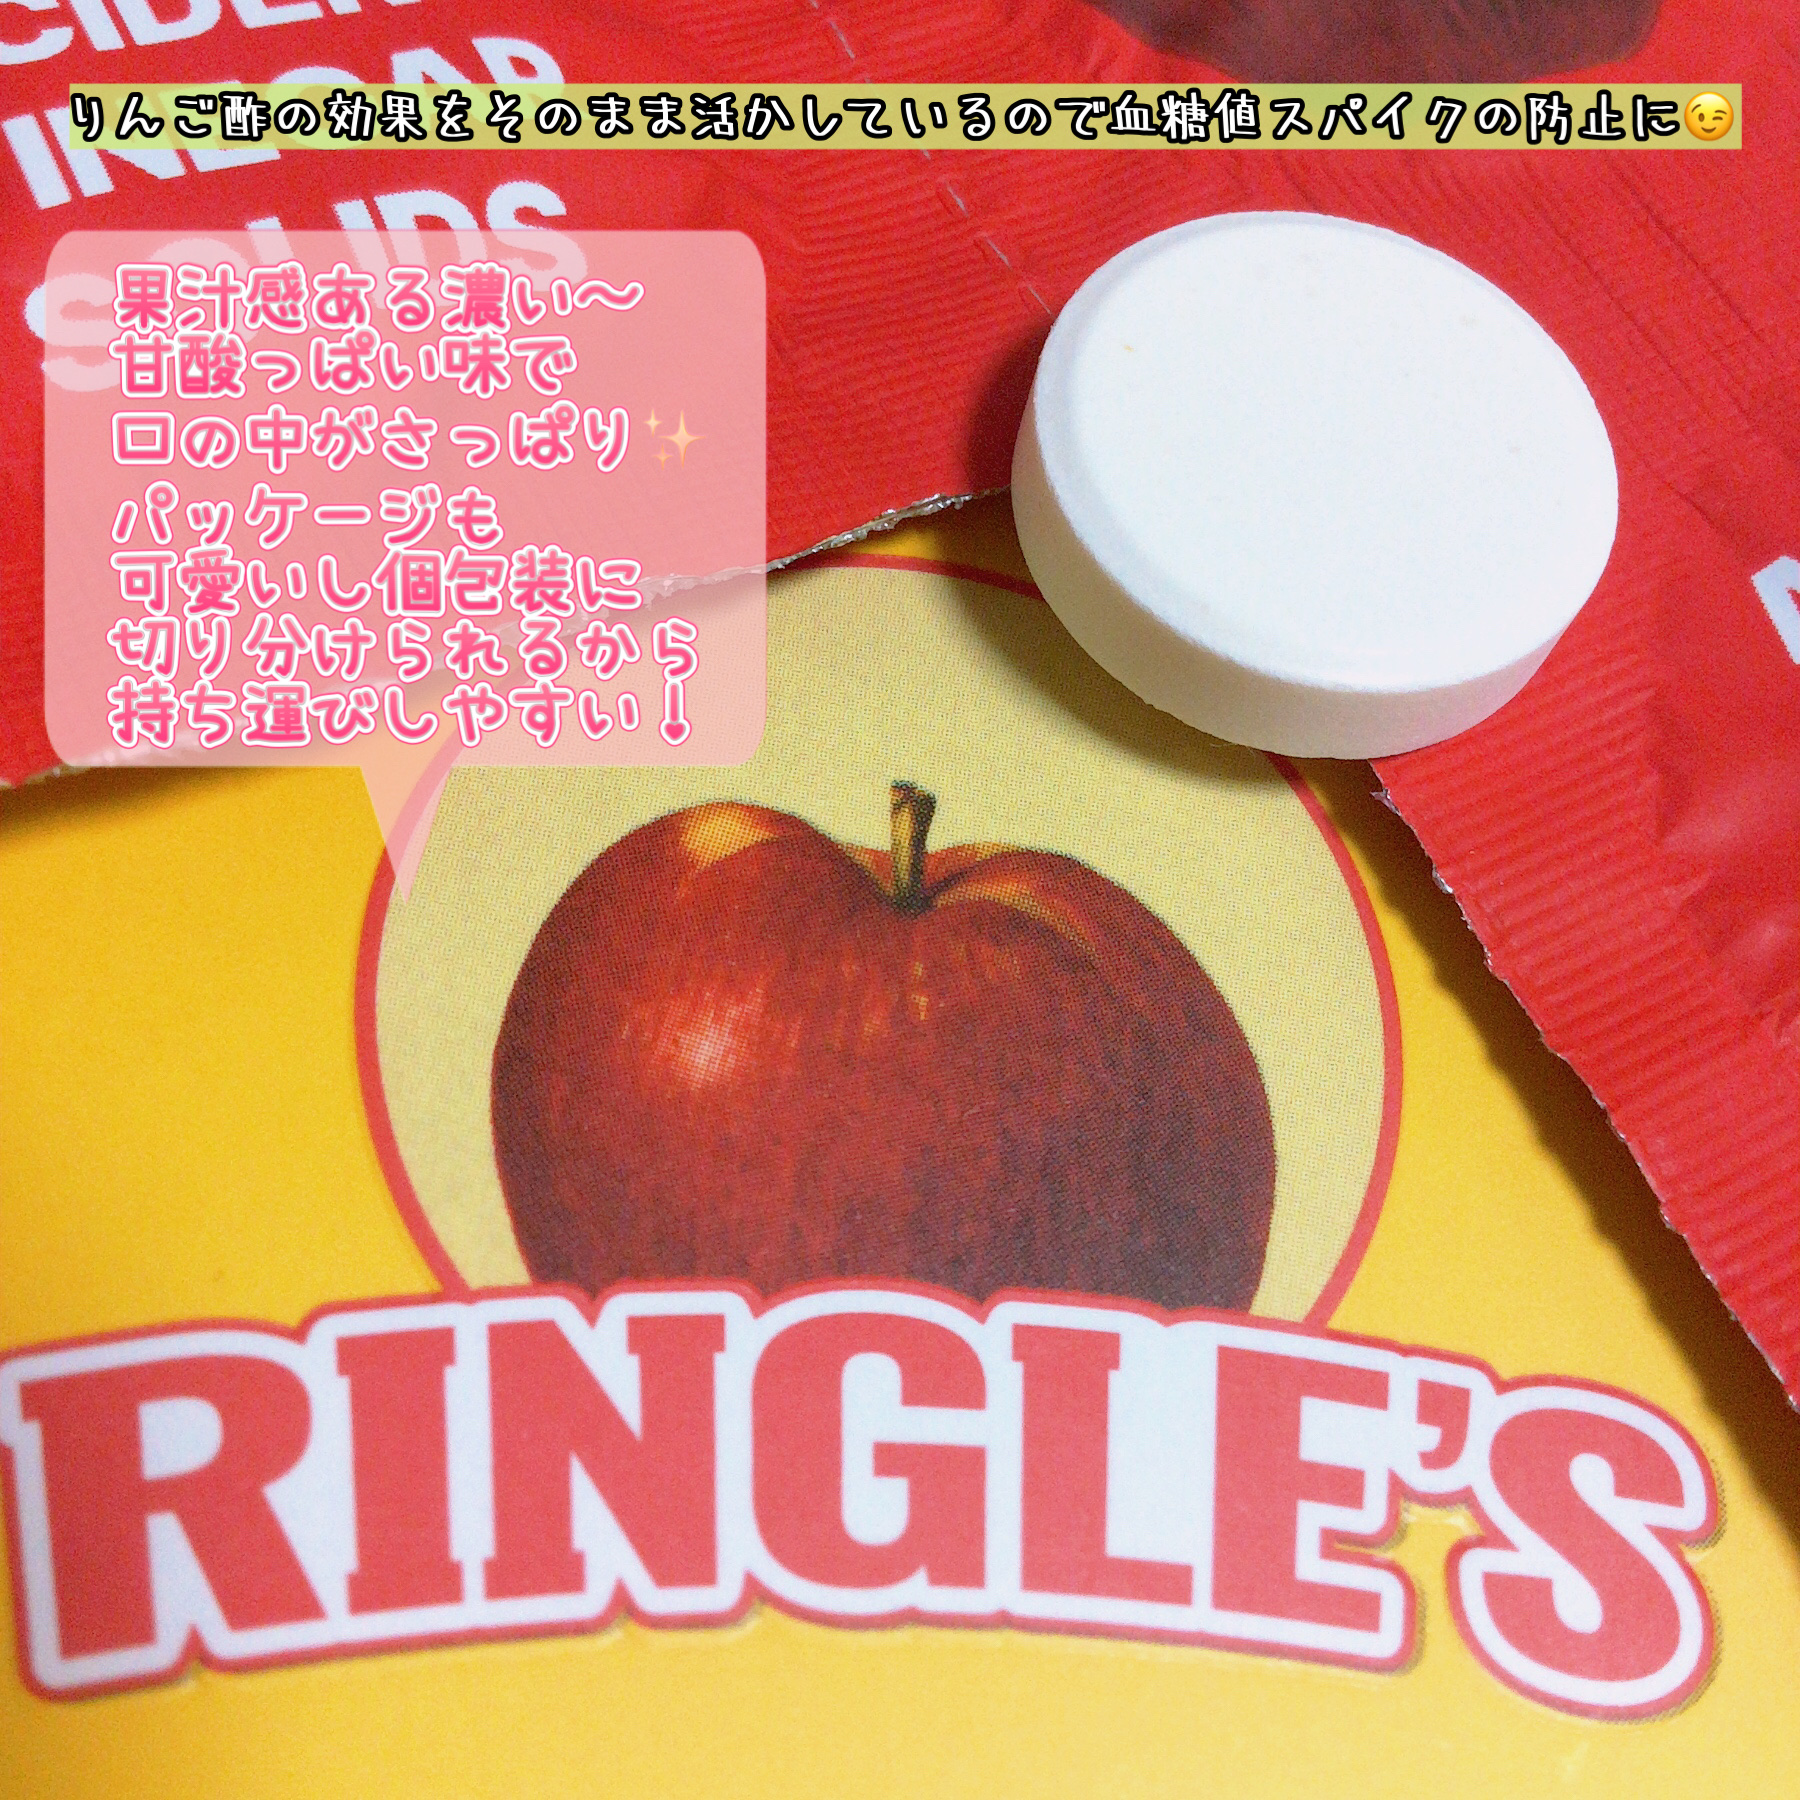 りんご酢の効果をそのまま活かしているので血糖値スパイクの防止に😉
SOLIDS
果汁感ある濃い〜
甘酸っぱい味で
口の中がさっぱり✨
パッケージも
可愛いし個包装に
切り分けられるから
持ち運びしやすい！
RINGLE'S